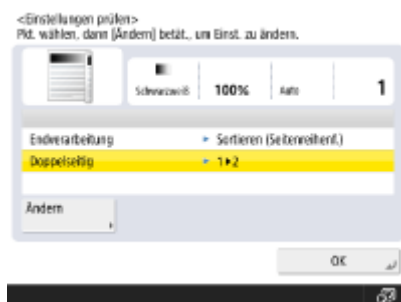 <Einstellungen prüfen>
Pkt. wählen, dann [Ändern] betät., um Einst. zu ändern.
Schwarzweiß 100% Auto 1
Endverarbeitung ▸ Sortieren (Seitenreihenf.)
Doppelseitig ▸ 1▸2
Ändern
OK